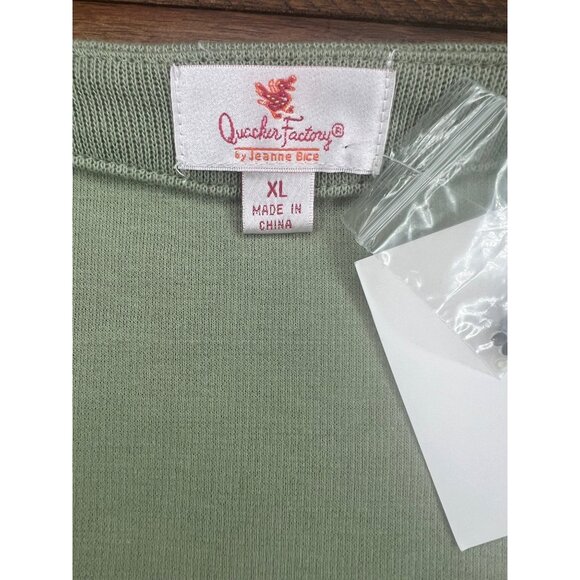 Quacker Factory®
by Jeanne Bice
XL
MADE IN
CHINA